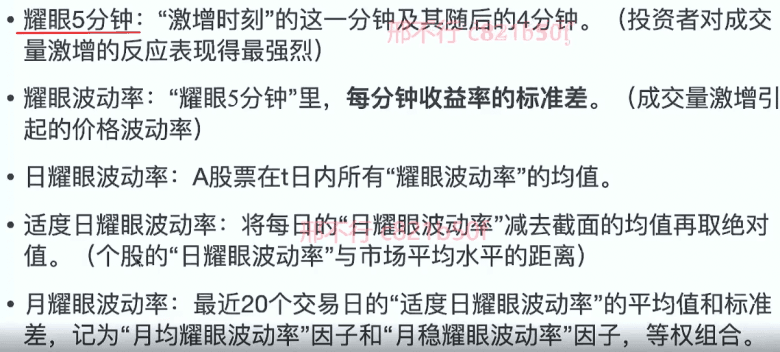 • 耀眼5分钟：“激增时刻”的这一分钟及其随后的4分钟。（投资者对成交
量激增的反应表现得最强烈）
• 耀眼波动率：“耀眼5分钟”里，每分钟收益率的标准差。（成交量激增引
起的价格波动率）
• 日耀眼波动率：A股票在t日内所有“耀眼波动率”的均值。
• 适度日耀眼波动率：将每日的“日耀眼波动率”减去截面的均值再取绝对
值。（个股的“日耀眼波动率”与市场平均水平的距离）
• 月耀眼波动率：最近20个交易日的“适度日耀眼波动率”的平均值和标准
差，记为“月均耀眼波动率”因子和“月稳耀眼波动率”因子，等权组合。